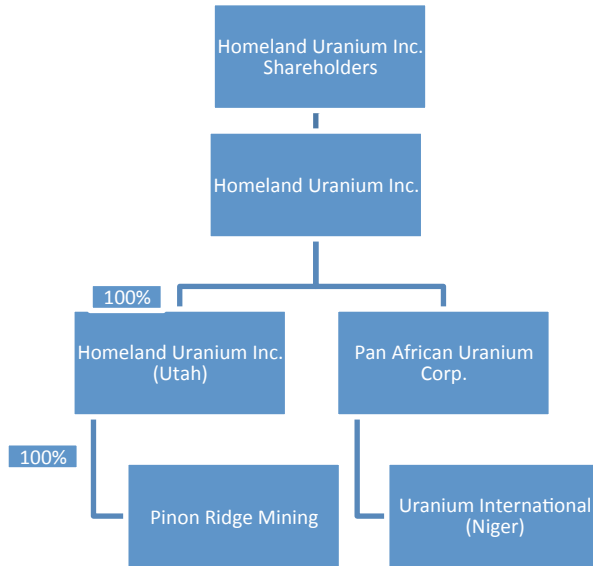 Homeland Uranium Inc.
Shareholders
Homeland Uranium Inc.
100%
Homeland Uranium Inc.
(Utah)
Pan African Uranium
Corp.
100%
Pinon Ridge Mining
Uranium International
(Niger)